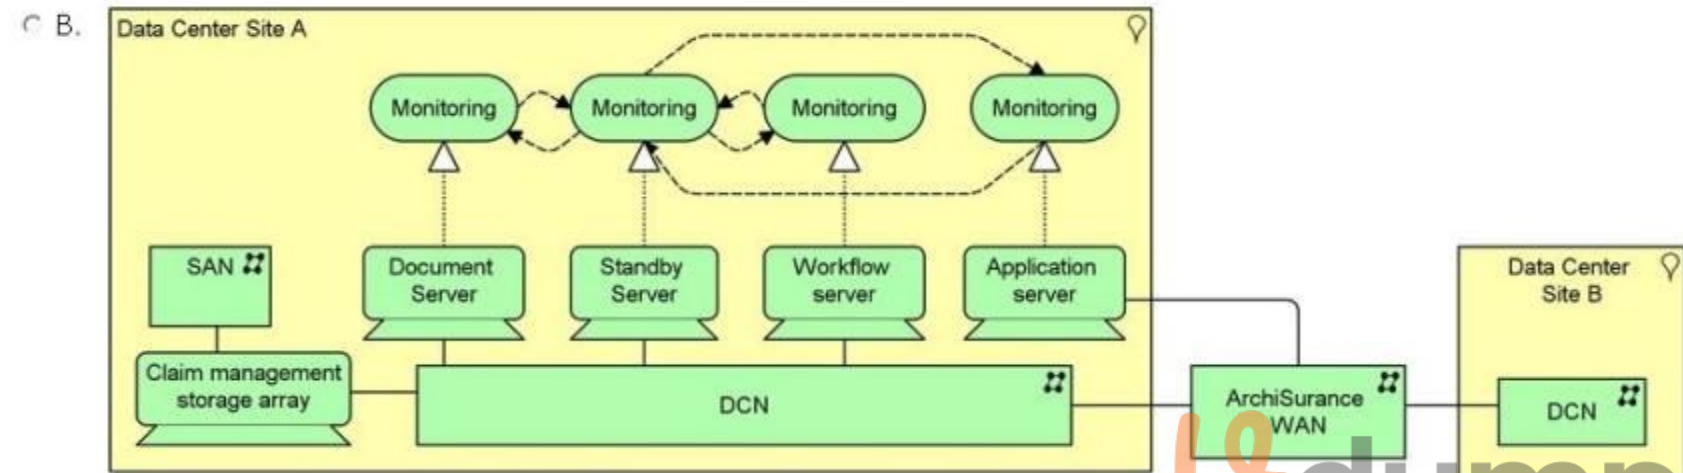 B.
Data Center Site A
Monitoring
Monitoring
Monitoring
Monitoring
SAN
Document
Server
Standby
Server
Workflow
server
Application
server
Data Center
Site B
Claim management
storage array
DCN
ArchiSurance
WAN
DCN